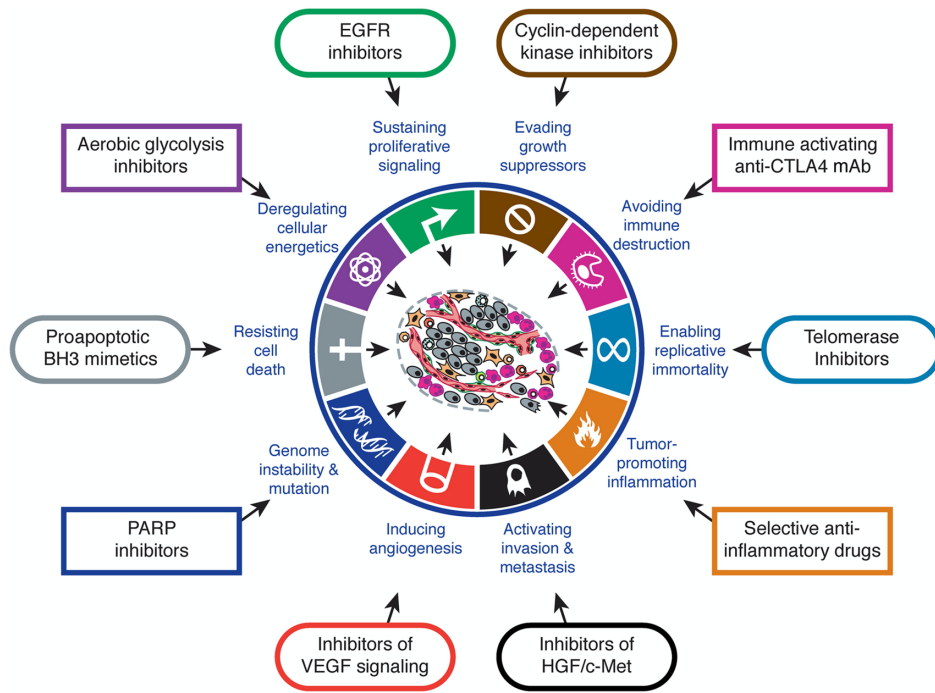 EGFR
inhibitors
Cyclin-dependent
kinase inhibitors
Sustaining
proliferative
signaling
Evading
growth
suppressors
Aerobic glycolysis
inhibitors
Immune activating
anti-CTLA4 mAb
Deregulating
cellular
energetics
Avoiding
immune
destruction
Proapoptotic
BH3 mimetics
Resisting
cell
death
Enabling
replicative
immortality
Telomerase
Inhibitors
Genome
instability &
mutation
Tumor-
promoting
inflammation
PARP
inhibitors
Inducing
angiogenesis
Activating
invasion &
metastasis
Selective anti-
inflammatory drugs
Inhibitors of
VEGF signaling
Inhibitors of
HGF/c-Met